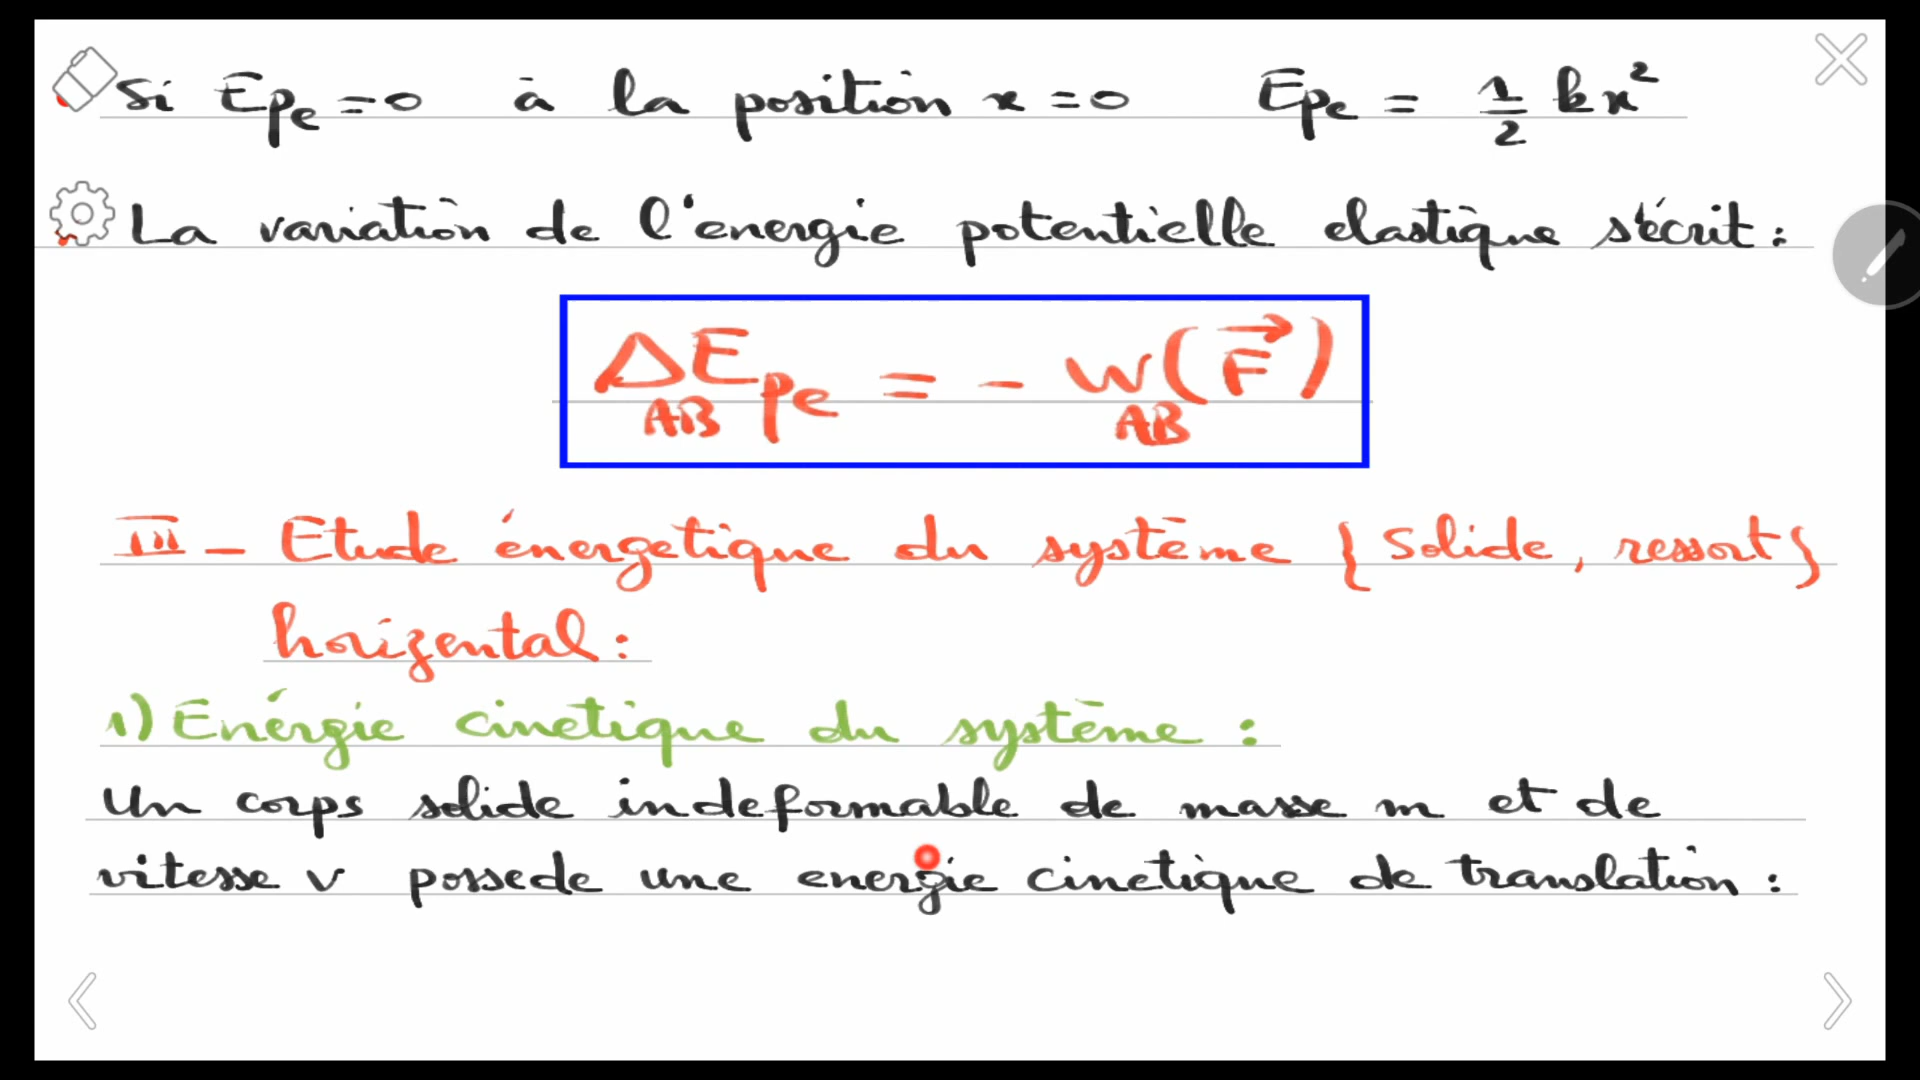 Si Epe = 0 à la position x = 0 Epe = 1/2 kx²
La variation de l'energie potentielle elastique s'écrit :
ΔEpe = - W(F⃗)
AB AB
III - Etude énergetique du système { Solide, ressort }
horizental :
1) Enérgie cinetique du système :
Un corps solide indeformable de masse m et de
vitesse v possede une energie cinetique de translation :